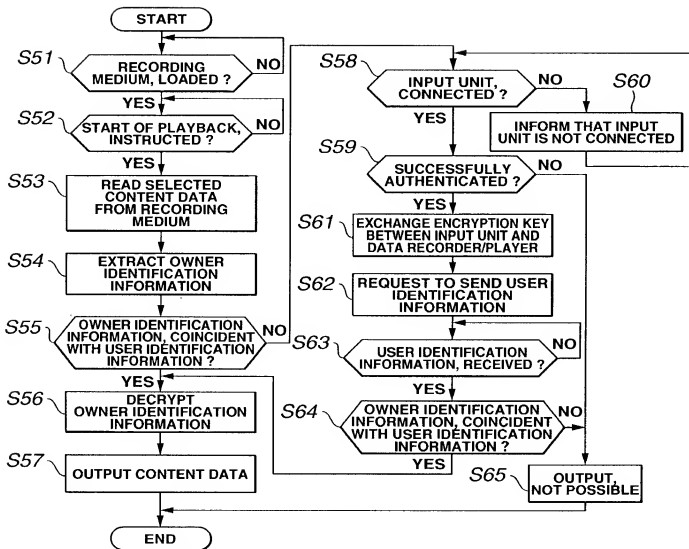 START
S51
RECORDING
MEDIUM, LOADED ?
NO
YES
S52
START OF PLAYBACK,
INSTRUCTED ?
NO
YES
S53
READ SELECTED
CONTENT DATA
FROM RECORDING
MEDIUM
S54
EXTRACT OWNER
IDENTIFICATION
INFORMATION
S55
OWNER IDENTIFICATION
INFORMATION, COINCIDENT
WITH USER IDENTIFICATION
INFORMATION ?
NO
YES
S56
DECRYPT
OWNER IDENTIFICATION
INFORMATION
S57
OUTPUT CONTENT DATA
END
S58
INPUT UNIT,
CONNECTED ?
NO
YES
S60
INFORM THAT INPUT
UNIT IS NOT CONNECTED
S59
SUCCESSFULLY
AUTHENTICATED ?
NO
YES
S61
EXCHANGE ENCRYPTION KEY
BETWEEN INPUT UNIT AND
DATA RECORDER/PLAYER
S62
REQUEST TO SEND USER
IDENTIFICATION
INFORMATION
S63
USER IDENTIFICATION
INFORMATION, RECEIVED ?
NO
YES
S64
OWNER IDENTIFICATION
INFORMATION, COINCIDENT
WITH USER IDENTIFICATION
INFORMATION ?
NO
YES
S65
OUTPUT,
NOT POSSIBLE